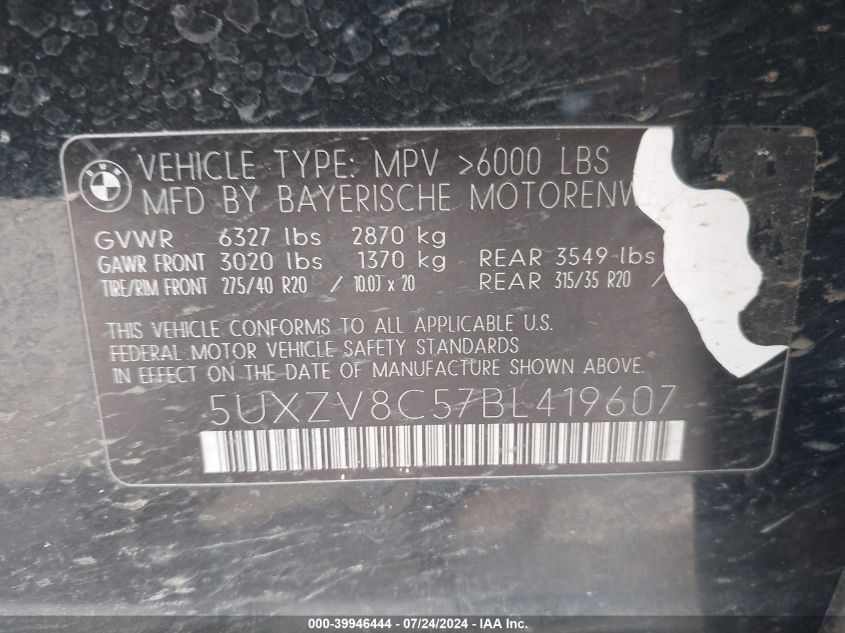 BMW
VEHICLE TYPE: MPV >6000 LBS
MFD BY BAYERISCHE MOTORENWE
GVWR 6327 lbs 2870 kg
GAWR FRONT 3020 lbs 1370 kg REAR 3549 lbs
TIRE/RIM FRONT 275/40 R20 / 10.0J x 20 REAR 315/35 R20 /
THIS VEHICLE CONFORMS TO ALL APPLICABLE U.S.
FEDERAL MOTOR VEHICLE SAFETY STANDARDS
IN EFFECT ON THE DATE OF MANUFACTURE SHOWN ABOVE.
5UXZV8C57BL419607
000-39946444 - 07/24/2024 - IAA Inc.